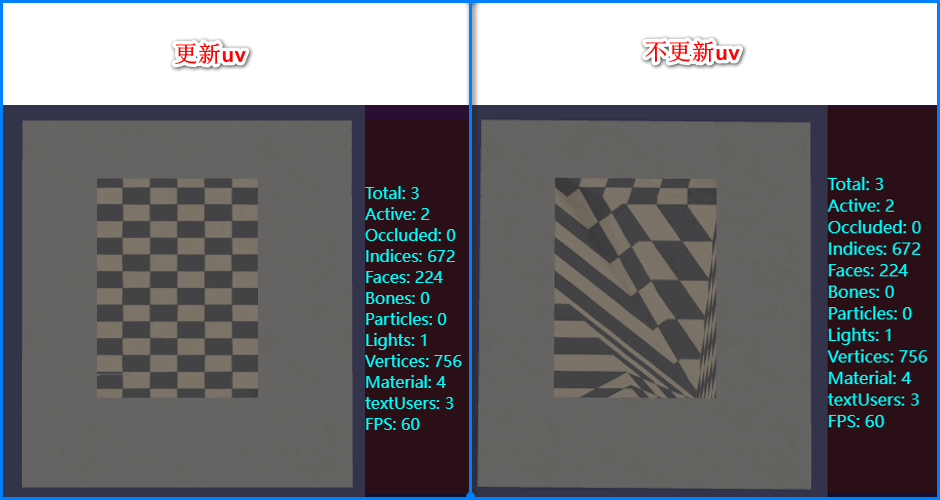 更新uv
Total: 3
Active: 2
Occluded: 0
Indices: 672
Faces: 224
Bones: 0
Particles: 0
Lights: 1
Vertices: 756
Material: 4
textUsers: 3
FPS: 60
不更新uv
Total: 3
Active: 2
Occluded: 0
Indices: 672
Faces: 224
Bones: 0
Particles: 0
Lights: 1
Vertices: 756
Material: 4
textUsers: 3
FPS: 60